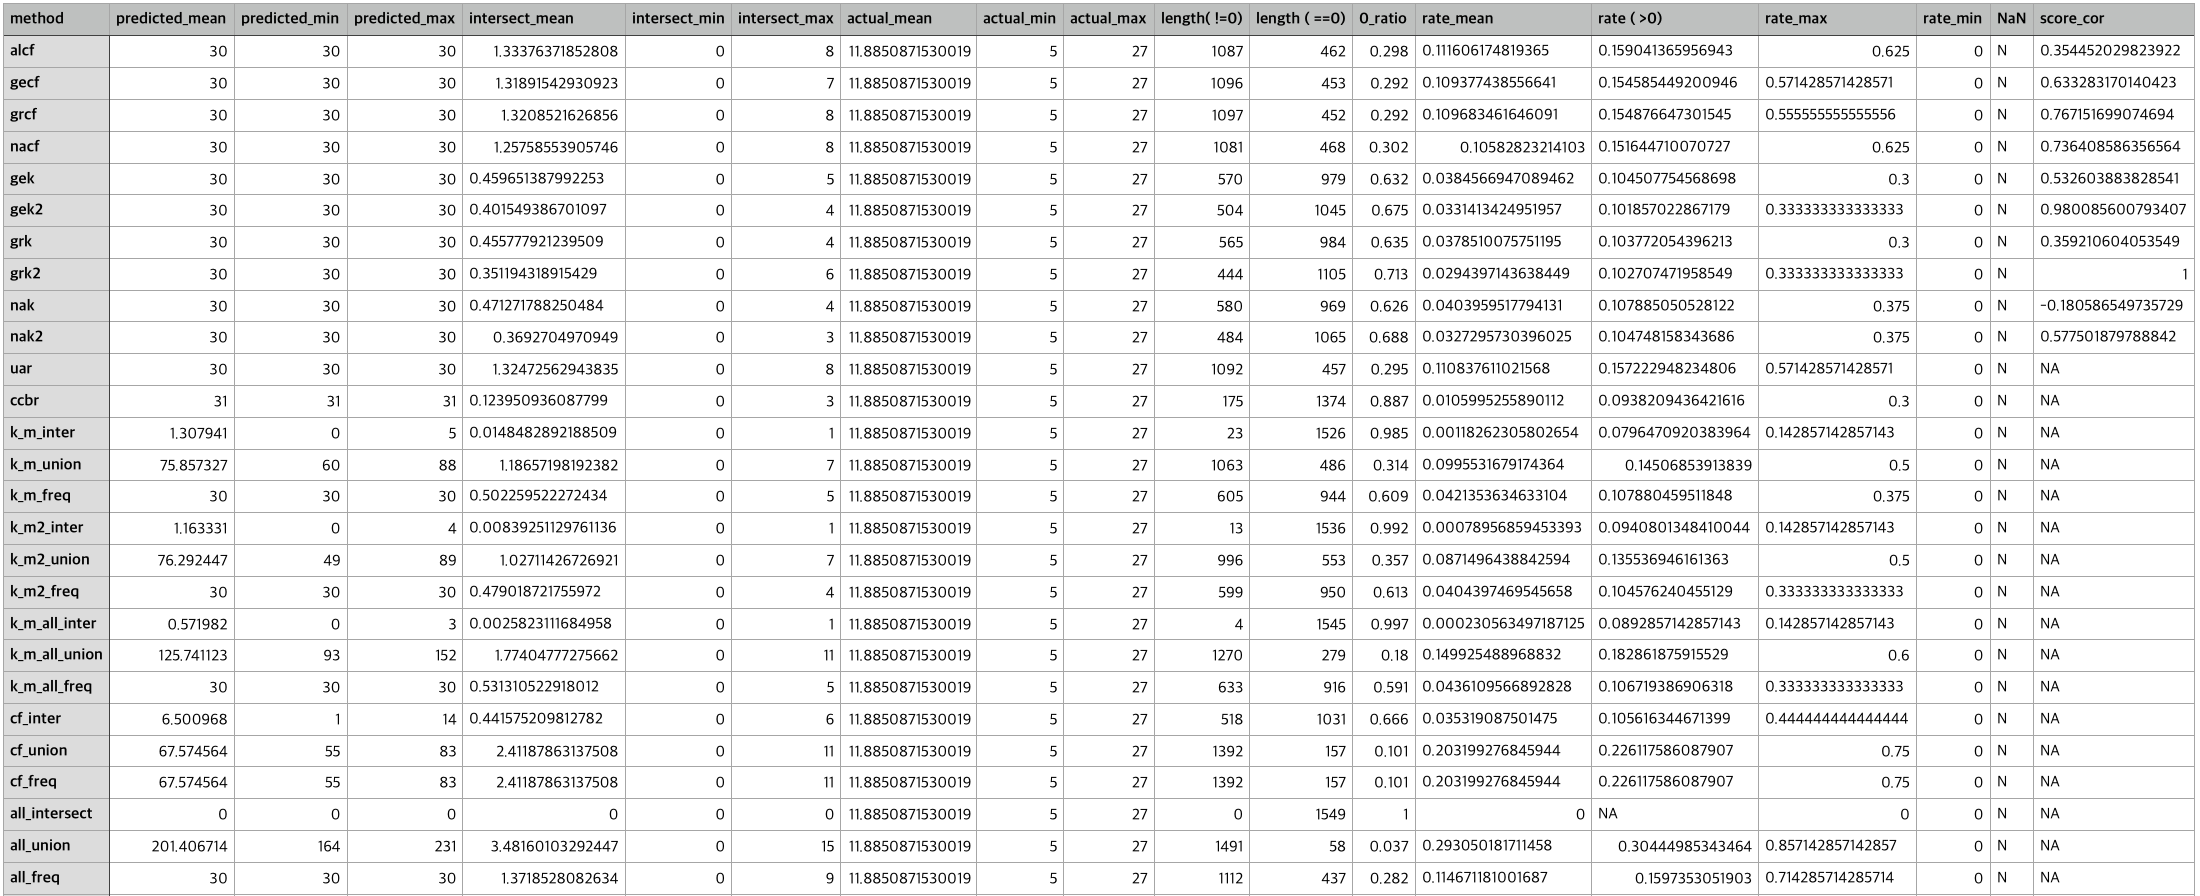 method predicted_mean predicted_min predicted_max intersect_mean intersect_min intersect_max actual_mean actual_min actual_max length( !=0) length ( ==0) 0_ratio rate_mean rate ( >0) rate_max rate_min NaN score_cor
alcf 30 30 30 1.33376371852808 0 8 11.8850871530019 5 27 1087 462 0.298 0.111606174819365 0.159041365956943 0.625 0 N 0.354452029823922
gecf 30 30 30 1.31891542930923 0 7 11.8850871530019 5 27 1096 453 0.292 0.109377438556641 0.154585449200946 0.571428571428571 0 N 0.633283170140423
grcf 30 30 30 1.3208521626856 0 8 11.8850871530019 5 27 1097 452 0.292 0.109683461646091 0.154876647301545 0.555555555555556 0 N 0.767151699074694
nacf 30 30 30 1.25758553905746 0 8 11.8850871530019 5 27 1081 468 0.302 0.10582823214103 0.151644710070727 0.625 0 N 0.736408586356564
gek 30 30 30 0.459651387992253 0 5 11.8850871530019 5 27 570 979 0.632 0.0384566947089462 0.104507754568698 0.3 0 N 0.532603883828541
gek2 30 30 30 0.401549386701097 0 4 11.8850871530019 5 27 504 1045 0.675 0.0331413424951957 0.101857022867179 0.333333333333333 0 N 0.980085600793407
grk 30 30 30 0.455777921239509 0 4 11.8850871530019 5 27 565 984 0.635 0.0378510075751195 0.103772054396213 0.3 0 N 0.359210604053549
grk2 30 30 30 0.351194318915429 0 6 11.8850871530019 5 27 444 1105 0.713 0.0294397143638449 0.102707471958549 0.333333333333333 0 N 1
nak 30 30 30 0.471271788250484 0 4 11.8850871530019 5 27 580 969 0.626 0.0403959517794131 0.107885050528122 0.375 0 N −0.180586549735729
nak2 30 30 30 0.3692704970949 0 3 11.8850871530019 5 27 484 1065 0.688 0.0327295730396025 0.104748158343686 0.375 0 N 0.577501879788842
uar 30 30 30 1.32472562943835 0 8 11.8850871530019 5 27 1092 457 0.295 0.110837611021568 0.157222948234806 0.571428571428571 0 N NA
ccbr 31 31 31 0.123950936087799 0 3 11.8850871530019 5 27 175 1374 0.887 0.0105995255890112 0.0938209436421616 0.3 0 N NA
k_m_inter 1.307941 0 5 0.0148482892188509 0 1 11.8850871530019 5 27 23 1526 0.985 0.00118262305802654 0.0796470920383964 0.142857142857143 0 N NA
k_m_union 75.857327 60 88 1.18657198192382 0 7 11.8850871530019 5 27 1063 486 0.314 0.0995531679174364 0.14506853913839 0.5 0 N NA
k_m_freq 30 30 30 0.502259522272434 0 5 11.8850871530019 5 27 605 944 0.609 0.0421353634633104 0.107880459511848 0.375 0 N NA
k_m2_inter 1.163331 0 4 0.008392511297611​36 0 1 11.8850871530019 5 27 13 1536 0.992 0.00078956859453393 0.0940801348410044 0.142857142857143 0 N NA
k_m2_union 76.292447 49 89 1.02711426726921 0 7 11.8850871530019 5 27 996 553 0.357 0.0871496438842594 0.135536946161363 0.5 0 N NA
k_m2_freq 30 30 30 0.479018721755972 0 4 11.8850871530019 5 27 599 950 0.613 0.0404397469545658 0.104576240455129 0.333333333333333 0 N NA
k_m_all_inter 0.571982 0 3 0.0025823111684958 0 1 11.8850871530019 5 27 4 1545 0.997 0.000230563497187125 0.0892857142857143 0.142857142857143 0 N NA
k_m_all_union 125.741123 93 152 1.77404777275662 0 11 11.8850871530019 5 27 1270 279 0.18 0.149925488968832 0.182861875915529 0.6 0 N NA
k_m_all_freq 30 30 30 0.531310522918012 0 5 11.8850871530019 5 27 633 916 0.591 0.0436109566892828 0.106719386906318 0.333333333333333 0 N NA
cf_inter 6.500968 1 14 0.441575209812782 0 6 11.8850871530019 5 27 518 1031 0.666 0.035319087501475 0.105616344671399 0.444444444444444 0 N NA
cf_union 67.574564 55 83 2.41187863137508 0 11 11.8850871530019 5 27 1392 157 0.101 0.203199276845944 0.226117586087907 0.75 0 N NA
cf_freq 67.574564 55 83 2.41187863137508 0 11 11.8850871530019 5 27 1392 157 0.101 0.203199276845944 0.226117586087907 0.75 0 N NA
all_intersect 0 0 0 0 0 0 11.8850871530019 5 27 0 1549 1 0 NA 0 0 N NA
all_union 201.406714 164 231 3.48160103292447 0 15 11.8850871530019 5 27 1491 58 0.037 0.293050181711458 0.30444985343464 0.857142857142857 0 N NA
all_freq 30 30 30 1.3718528082634 0 9 11.8850871530019 5 27 1112 437 0.282 0.114671181001687 0.1597353051903 0.714285714285714 0 N NA